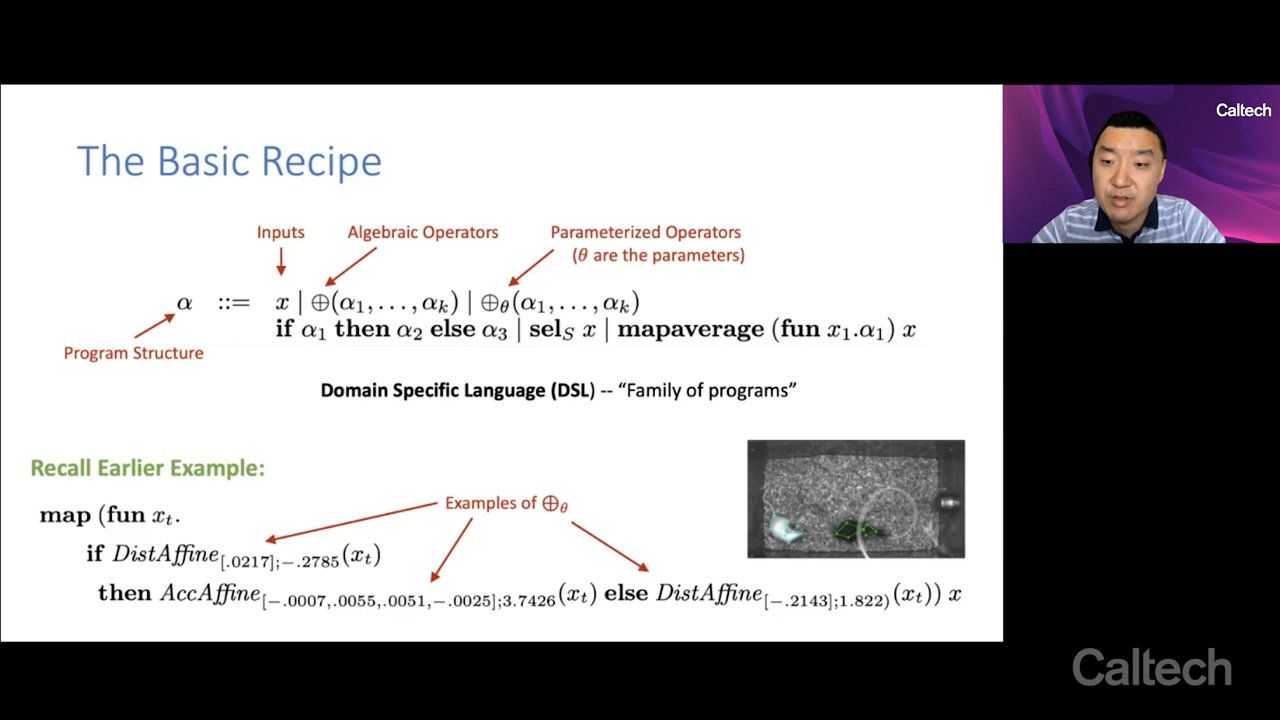 The Basic Recipe
Inputs
Algebraic Operators
Parameterized Operators
(θ are the parameters)
α ::= x | ⊕(α₁, . . . , αₖ) | ⊕_θ(α₁, . . . , αₖ)
if α₁ then α₂ else α₃ | sel_S x | mapaverage (fun x₁.α₁) x
Program Structure
Domain Specific Language (DSL) -- “Family of programs”
Recall Earlier Example:
Examples of ⊕_θ
map (fun x_t.
if DistAffine_[.0217];−.2785(x_t)
then AccAffine_[−.0007,.0055,.0051,−.0025];3.7426(x_t) else DistAffine_[−.2143];1.822)(x_t)) x
Caltech
Caltech